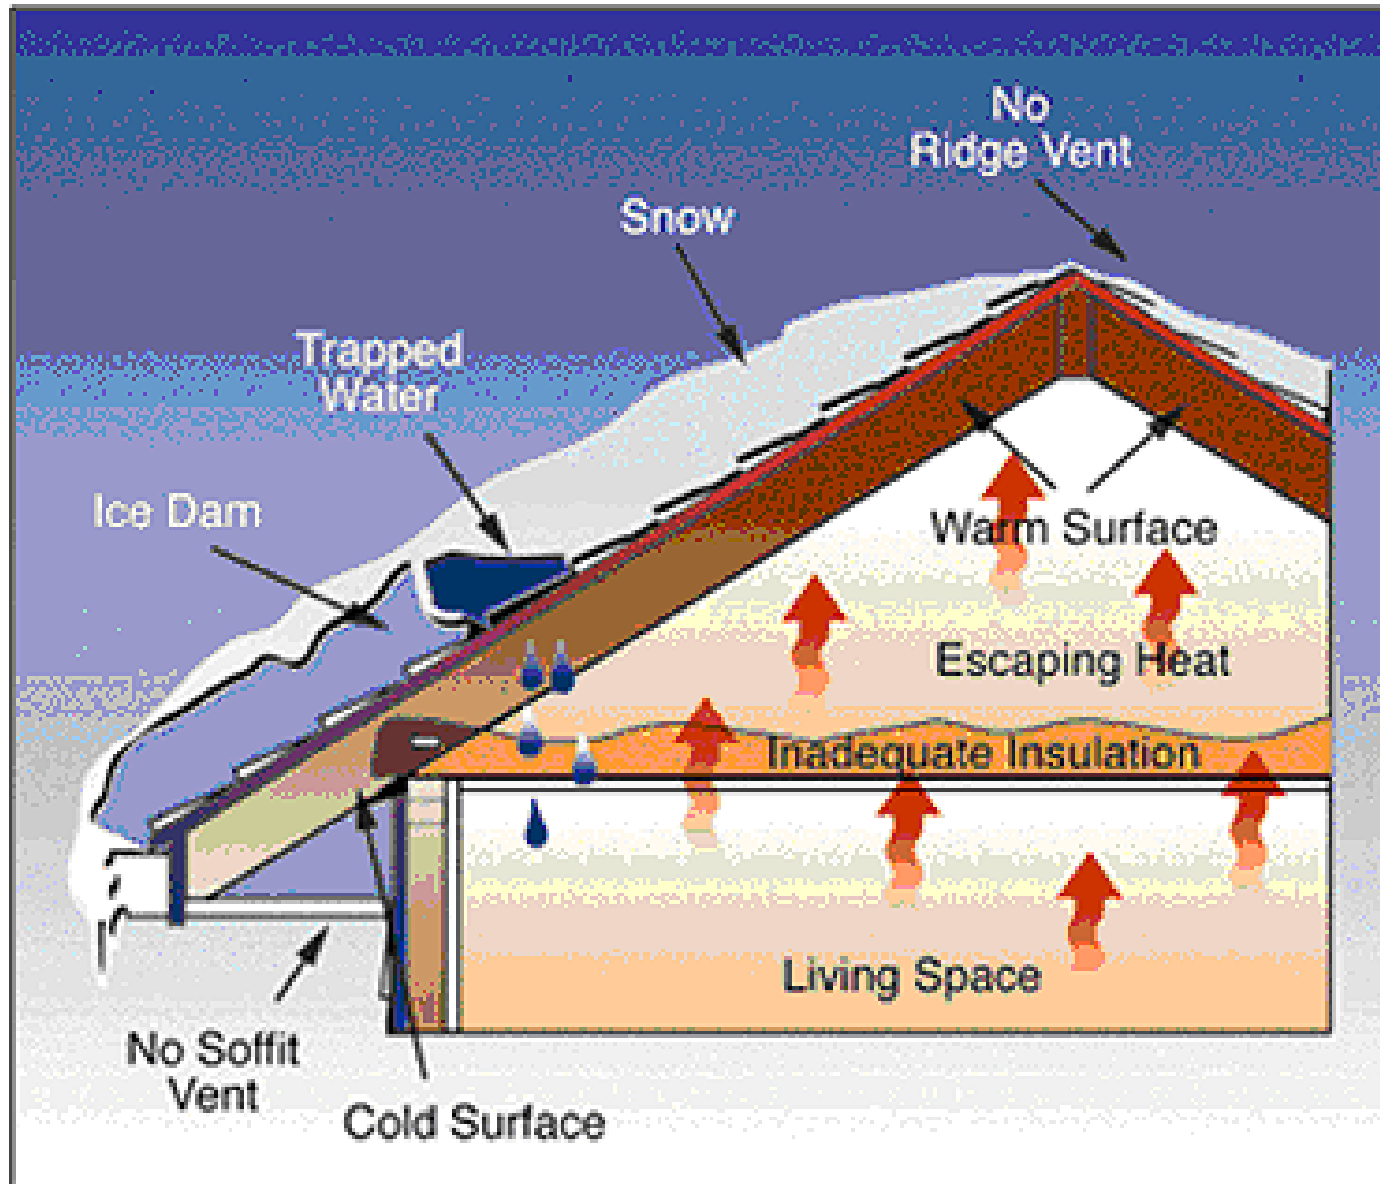 No
Ridge Vent
Snow
Trapped
Water
Ice Dam
Warm Surface
Escaping Heat
Inadequate Insulation
Living Space
No Soffit
Vent
Cold Surface